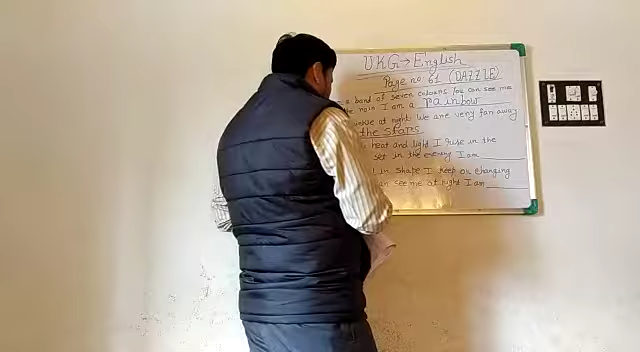 UKG→English
Page no 61 (DAZZLE)
a band of seven colours You can see me
the rain I am a rainbow
at night We are very far away
the stars
heat and light I rise in the
set in the evening I am
in shape I keep on changing
can see me at night I am